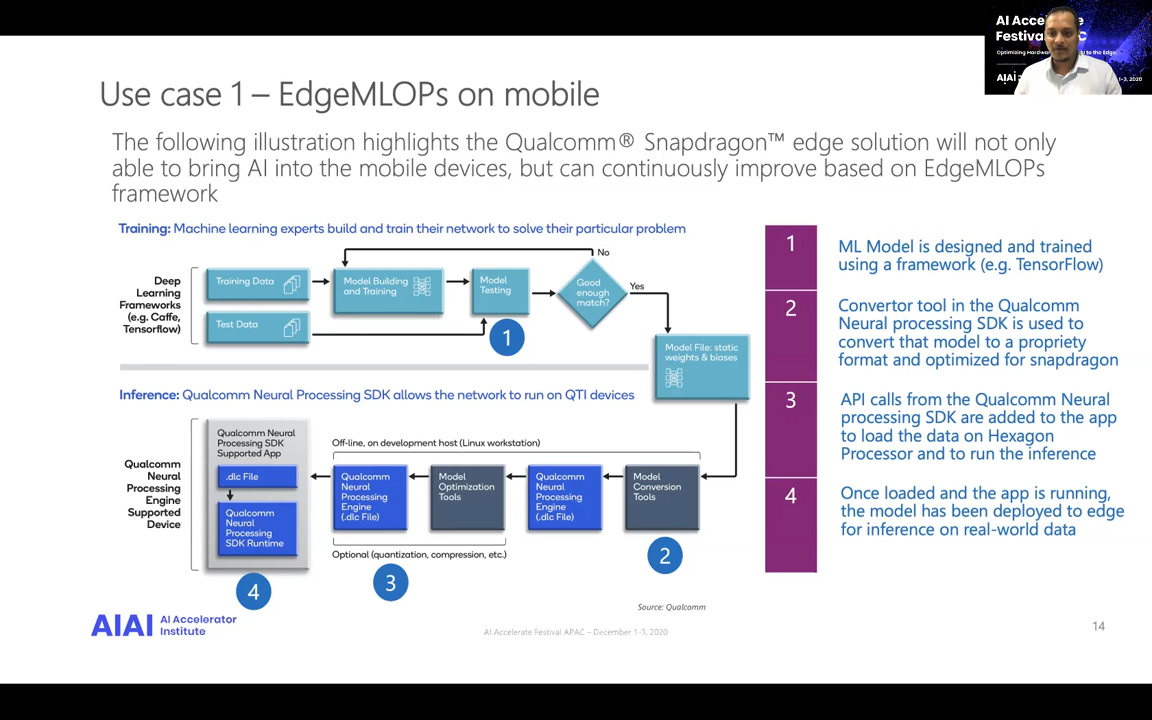 AI Acce
Festiv
C
Optimizing Hardw
AI to the Edge
AIAI
1-3, 2020
Use case 1 – EdgeMLOPs on mobile
The following illustration highlights the Qualcomm® Snapdragon™ edge solution will not only
able to bring AI into the mobile devices, but can continuously improve based on EdgeMLOPs
framework
Training: Machine learning experts build and train their network to solve their particular problem
Deep
Learning
Frameworks
(e.g. Caffe,
Tensorflow)
Training Data
Test Data
Model Building
and Training
Model
Testing
Good
enough
match?
No
Yes
1
Model File: static
weights & biases
Inference: Qualcomm Neural Processing SDK allows the network to run on QTI devices
Qualcomm
Neural
Processing
Engine
Supported
Device
Qualcomm Neural
Processing SDK
Supported App
.dlc File
Qualcomm
Neural
Processing
SDK Runtime
Off-line, on development host (Linux workstation)
Qualcomm
Neural
Processing
Engine
(.dlc File)
Model
Optimization
Tools
Qualcomm
Neural
Processing
Engine
(.dlc File)
Model
Conversion
Tools
Optional (quantization, compression, etc.)
4
3
2
1
ML Model is designed and trained
using a framework (e.g. TensorFlow)
2
Convertor tool in the Qualcomm
Neural processing SDK is used to
convert that model to a propriety
format and optimized for snapdragon
3
API calls from the Qualcomm Neural
processing SDK are added to the app
to load the data on Hexagon
Processor and to run the inference
4
Once loaded and the app is running,
the model has been deployed to edge
for inference on real-world data
Source: Qualcomm
AIAI
AI Accelerator
Institute
AI Accelerate Festival APAC – December 1-3, 2020
14